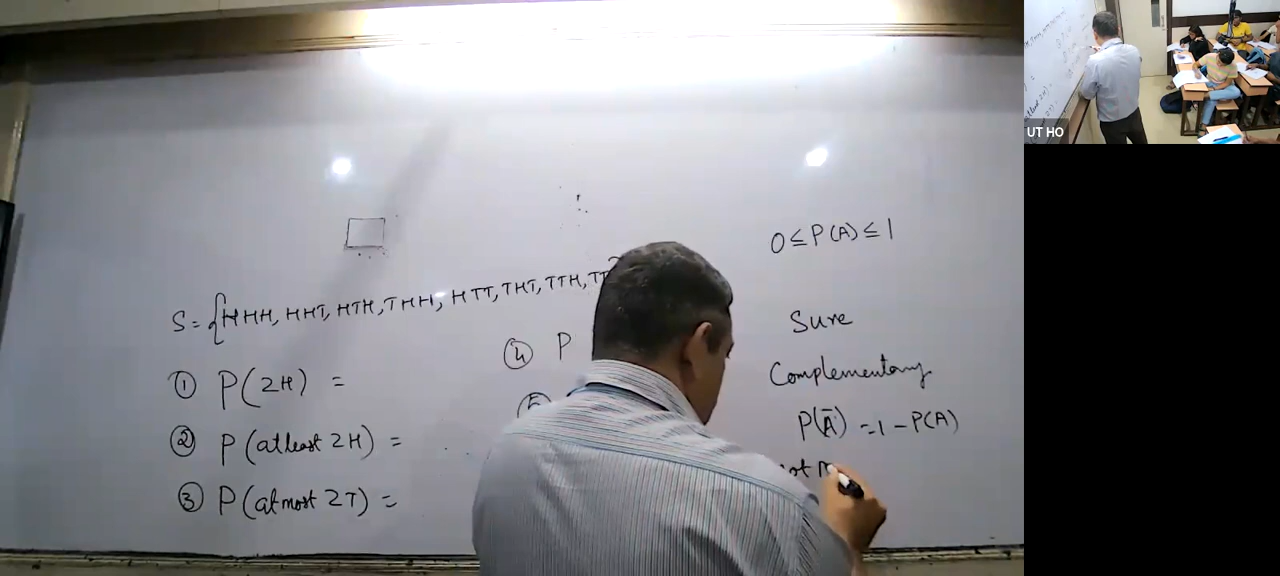 0 ≤ P(A) ≤ 1
S = { HHH, HHT, HTH, THH, HTT, THT, TTH, TT
① P(2H) =
② P(atleast 2H) =
③ P(atmost 2T) =
④ P
⑤
Sure
Complementary
P(Ā) = 1 - P(A)
UT HO